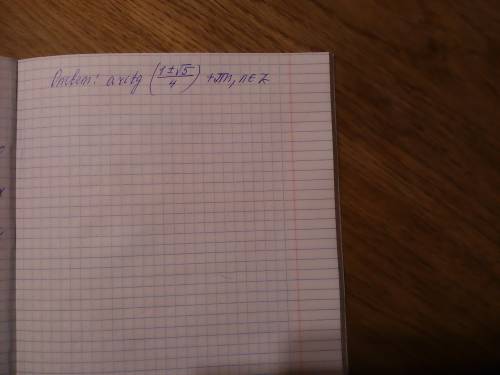 Ответ: arctg (1±√5/4) + πn, n∈Z